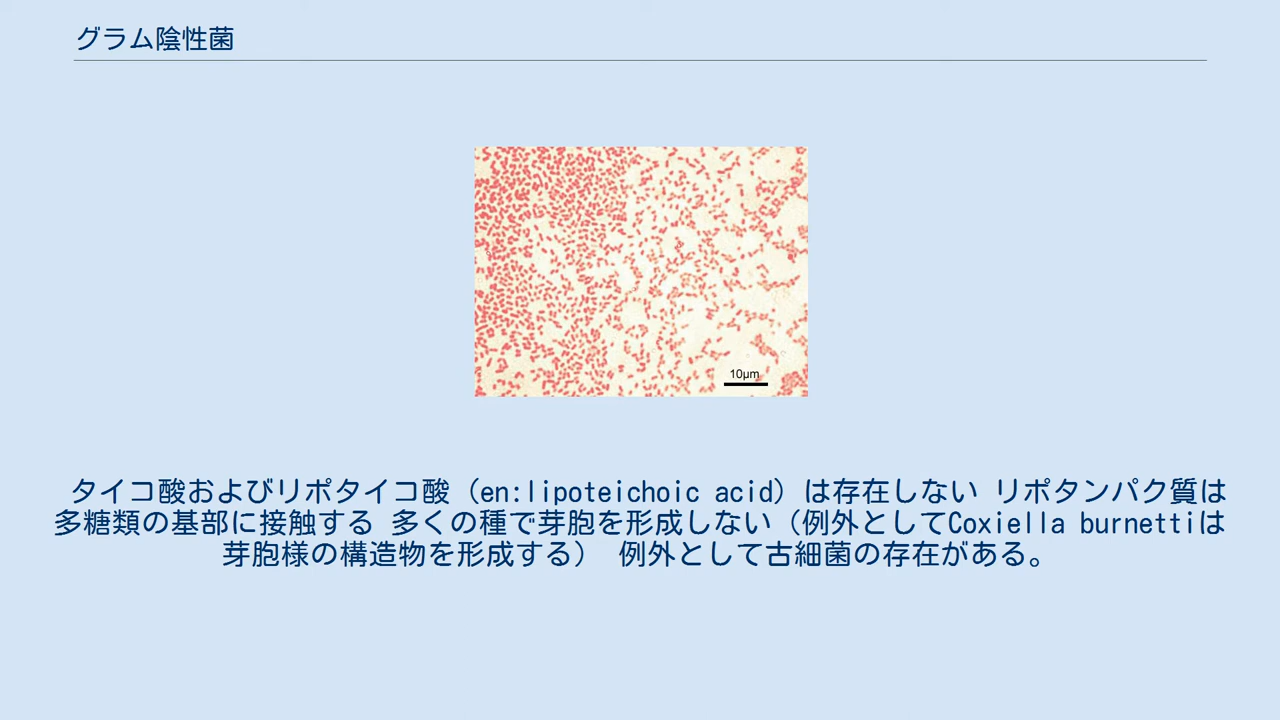 グラム陰性菌
10μm
タイコ酸およびリポタイコ酸（en:lipoteichoic acid）は存在しない リポタンパク質は
多糖類の基部に接触する 多くの種で芽胞を形成しない（例外としてCoxiella burnettiは
芽胞様の構造物を形成する） 例外として古細菌の存在がある。